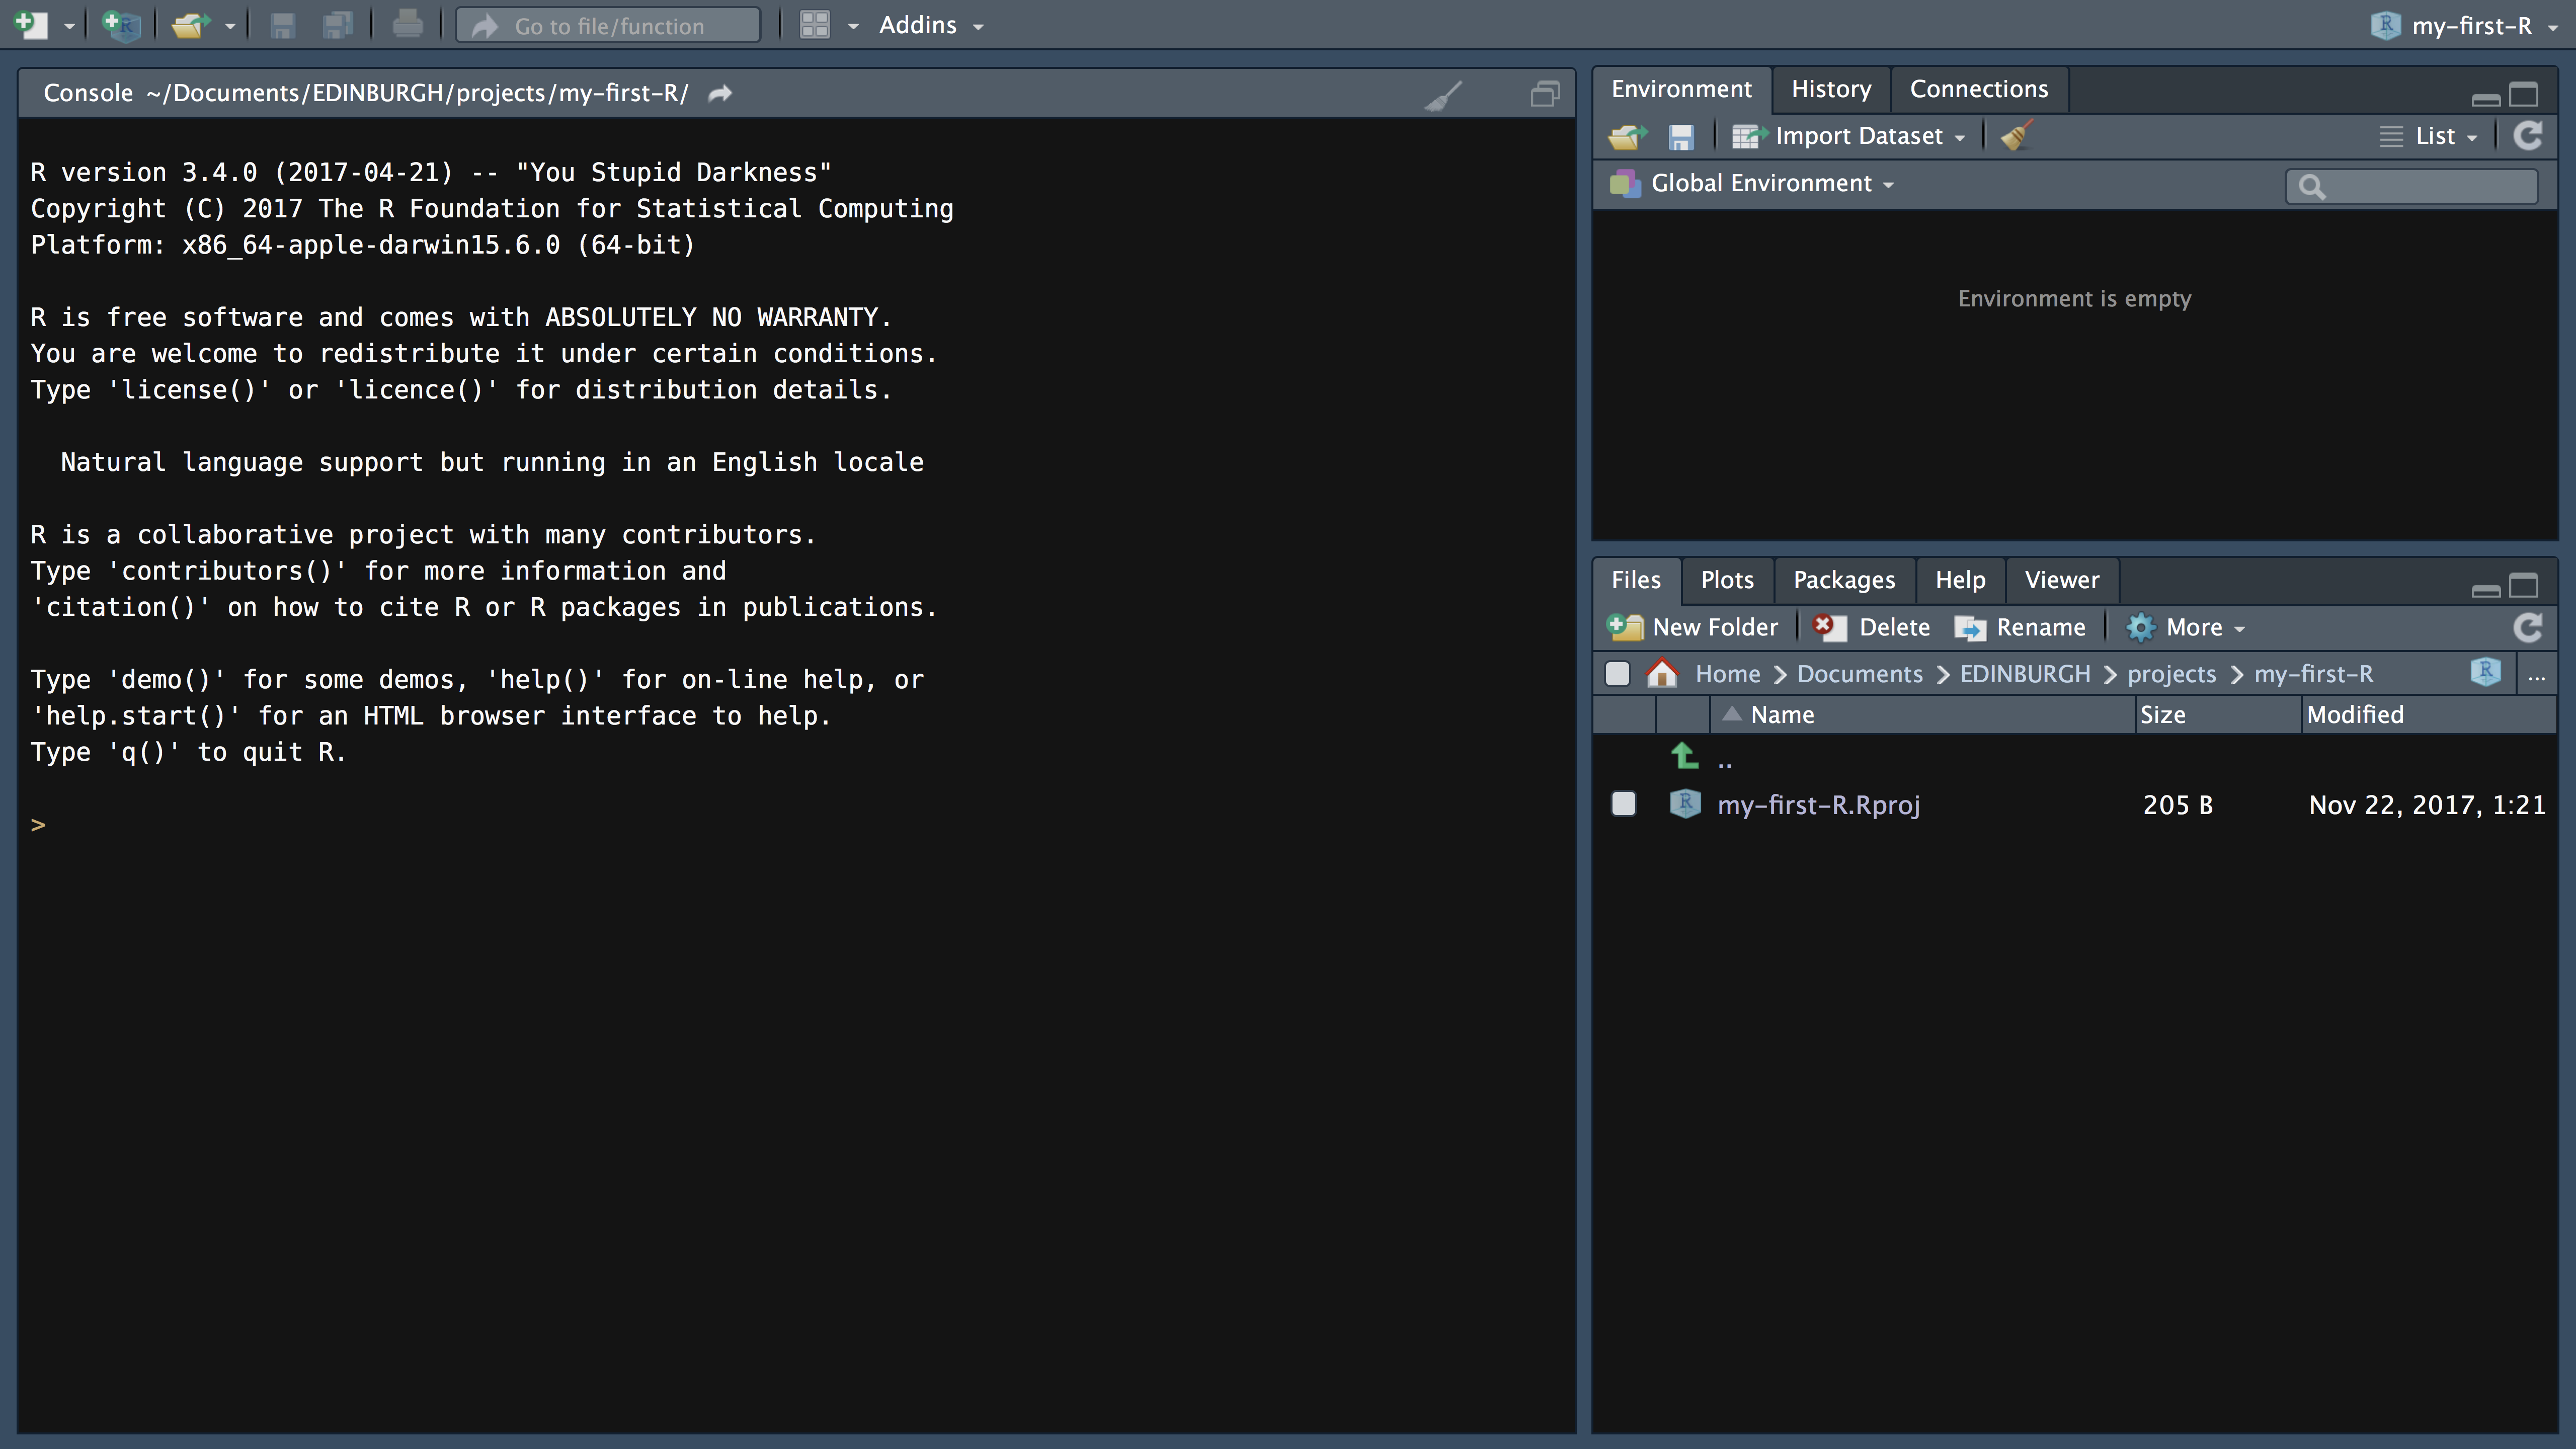 Go to file/function
Addins
my-first-R
Console ~/Documents/EDINBURGH/projects/my-first-R/
R version 3.4.0 (2017-04-21) -- "You Stupid Darkness"
Copyright (C) 2017 The R Foundation for Statistical Computing
Platform: x86_64-apple-darwin15.6.0 (64-bit)
R is free software and comes with ABSOLUTELY NO WARRANTY.
You are welcome to redistribute it under certain conditions.
Type 'license()' or 'licence()' for distribution details.
Natural language support but running in an English locale
R is a collaborative project with many contributors.
Type 'contributors()' for more information and
'citation()' on how to cite R or R packages in publications.
Type 'demo()' for some demos, 'help()' for on-line help, or
'help.start()' for an HTML browser interface to help.
Type 'q()' to quit R.
>
Environment History Connections
Import Dataset List
Global Environment
Environment is empty
Files Plots Packages Help Viewer
New Folder Delete Rename More
Home Documents EDINBURGH projects my-first-R ...
Name Size Modified
..
my-first-R.Rproj 205 B Nov 22, 2017, 1:21